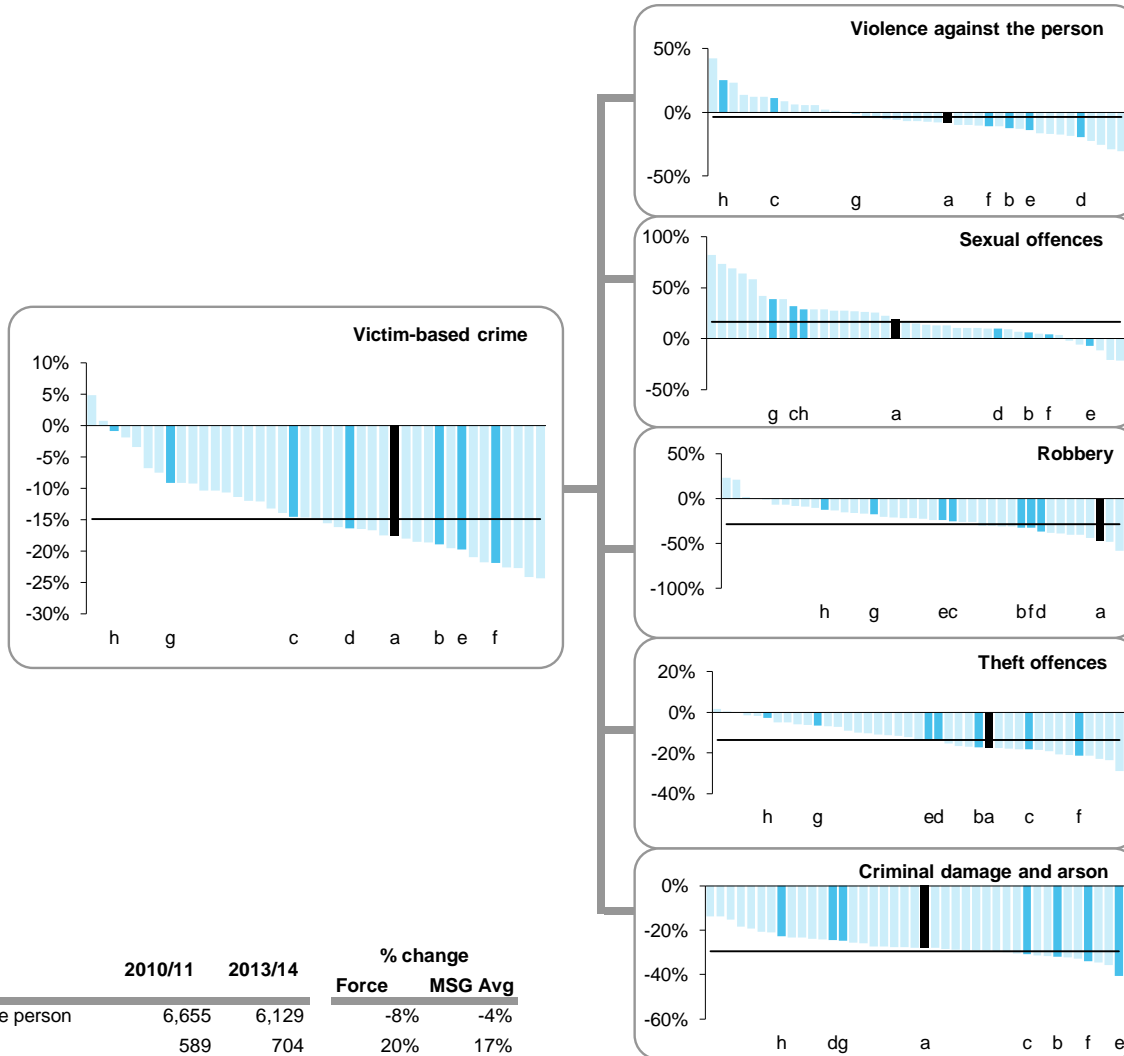 Violence against the person
50%
0%
-50%
h c g a f b e d
Sexual offences
100%
50%
0%
-50%
g ch a d b f e
Victim-based crime
10%
5%
0%
-5%
-10%
-15%
-20%
-25%
-30%
h g c d a b e f
Robbery
50%
0%
-50%
-100%
h g ec bfd a
Theft offences
20%
0%
-20%
-40%
h g ed ba c f
Criminal damage and arson
0%
-20%
-40%
-60%
h dg a c b f e
2010/11 2013/14 % change
Force MSG Avg
e person 6,655 6,129 -8% -4%
589 704 20% 17%